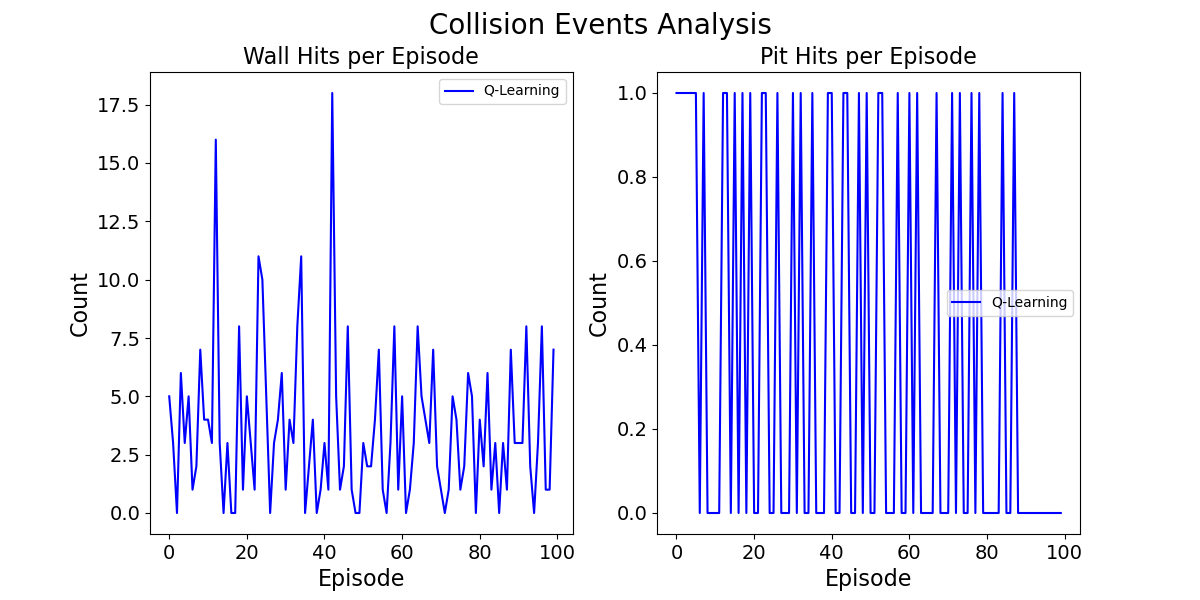 Collision Events Analysis
Wall Hits per Episode
Q-Learning
Count
17.5
15.0
12.5
10.0
7.5
5.0
2.5
0.0
0 20 40 60 80 100
Episode
Pit Hits per Episode
Q-Learning
Count
1.0
0.8
0.6
0.4
0.2
0.0
0 20 40 60 80 100
Episode